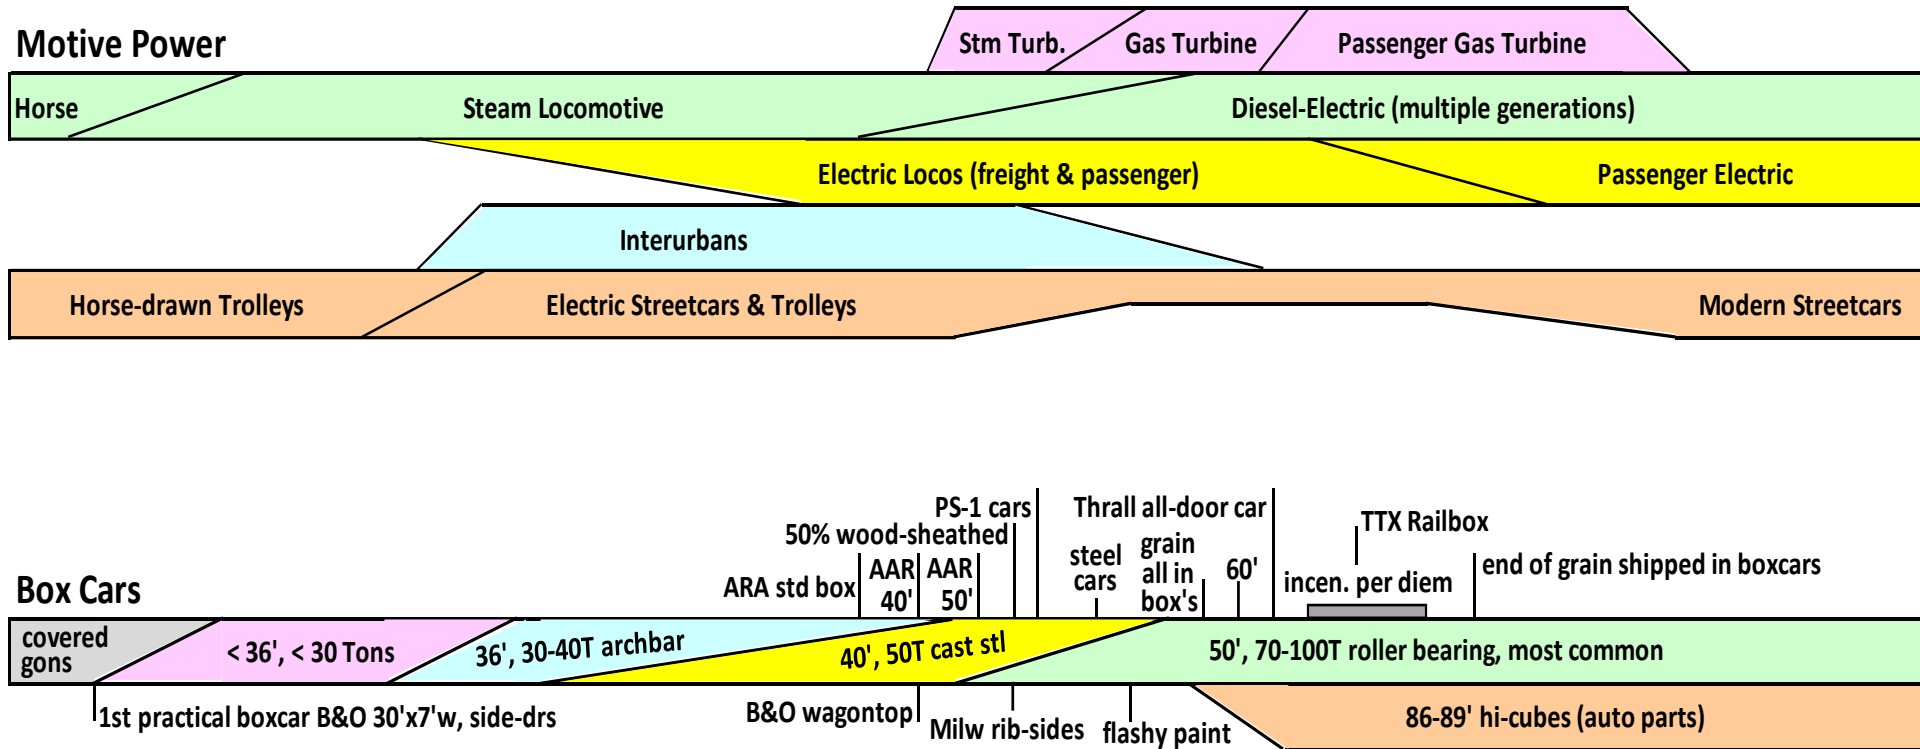 Motive Power
Stm Turb.
Gas Turbine
Passenger Gas Turbine
Horse
Steam Locomotive
Diesel-Electric (multiple generations)
Electric Locos (freight & passenger)
Passenger Electric
Interurbans
Horse-drawn Trolleys
Electric Streetcars & Trolleys
Modern Streetcars
Box Cars
PS-1 cars
50% wood-sheathed
ARA std box
AAR
40'
AAR
50'
Thrall all-door car
steel
cars
grain
all in
box's
60'
TTX Railbox
incen. per diem
end of grain shipped in boxcars
covered
gons
< 36', < 30 Tons
36', 30-40T archbar
40', 50T cast stl
50', 70-100T roller bearing, most common
1st practical boxcar B&O 30'x7'w, side-drs
B&O wagontop
Milw rib-sides
flashy paint
86-89' hi-cubes (auto parts)